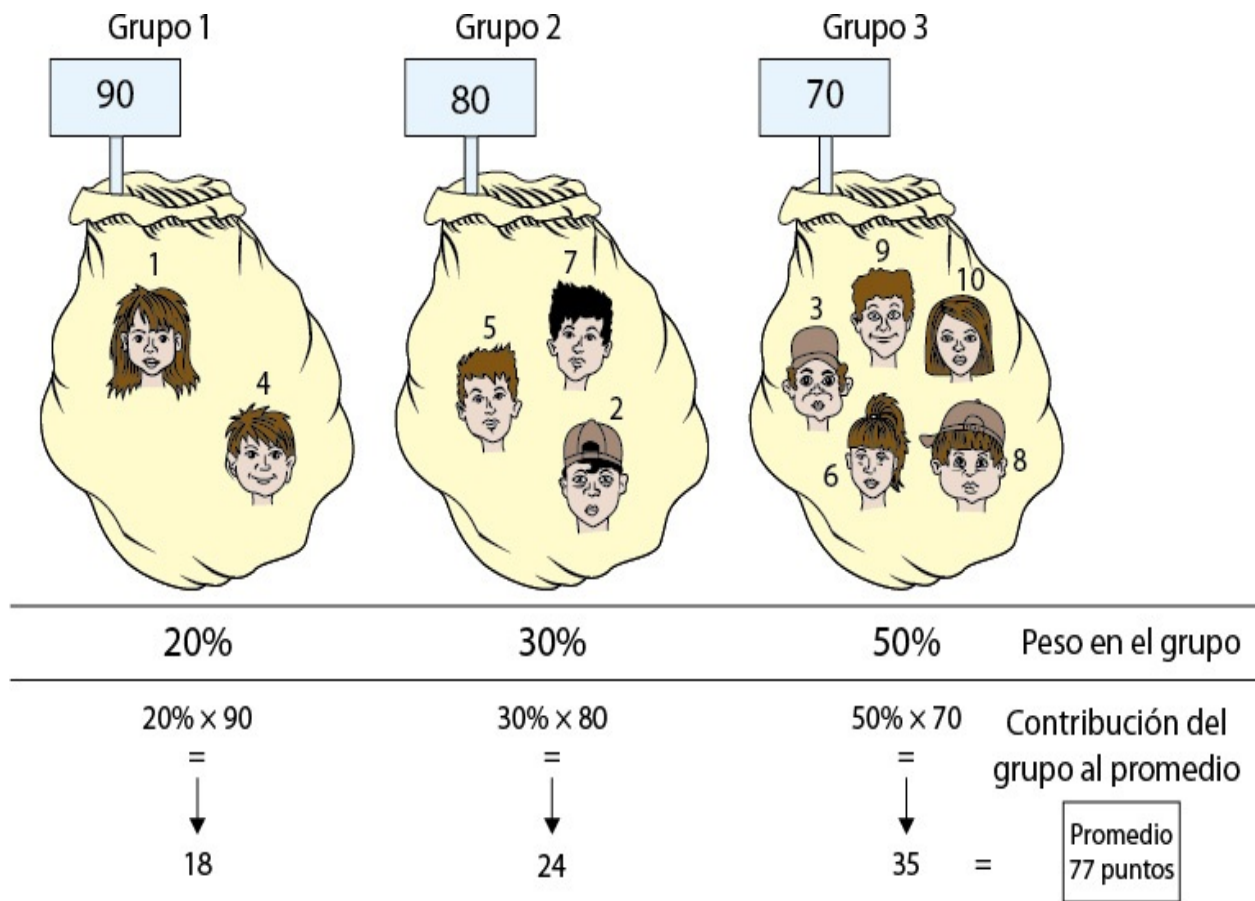 Grupo 1
Grupo 2
Grupo 3
90
80
70
1
4
7
5
2
9
10
3
6
8
20%
30%
50%
Peso en el grupo
20% × 90
30% × 80
50% × 70
Contribución del
grupo al promedio
=
=
=
18
24
35
=
Promedio
77 puntos